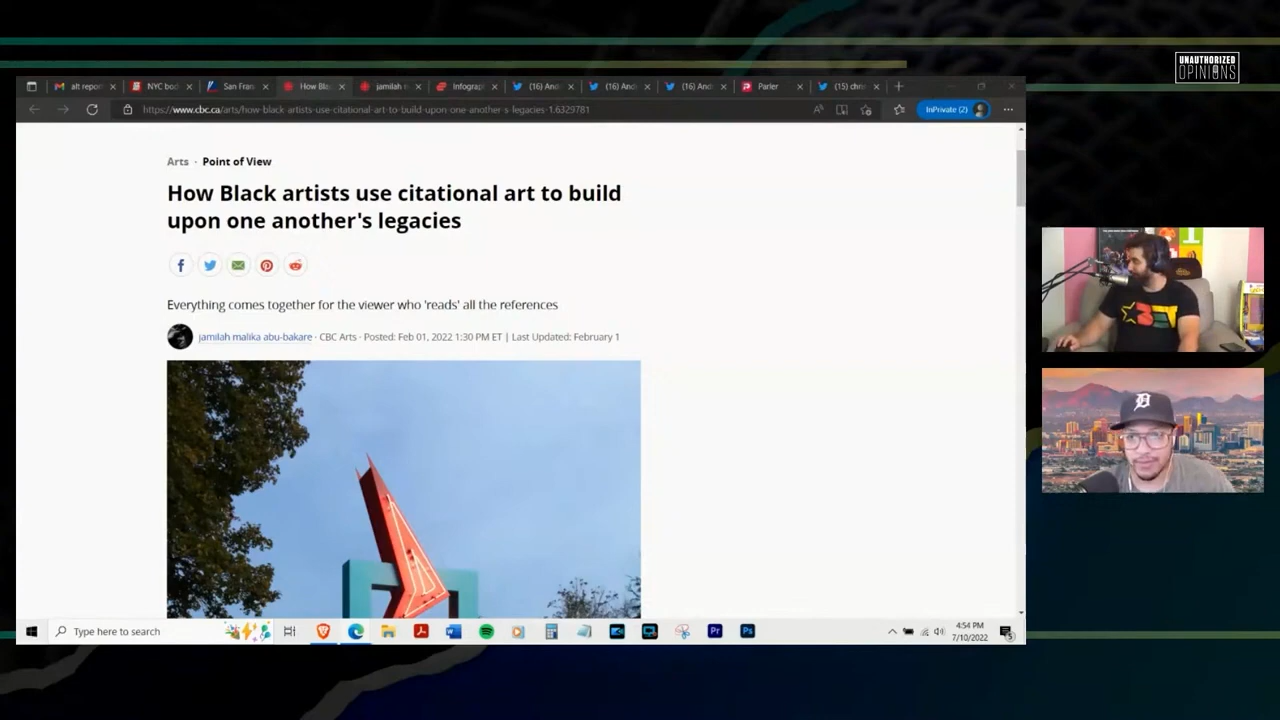 UNAUTHORIZED
OPINIONS
alt repor
NYC bod
San Fran
How Blac
jamilah m
Infograp
(16) And
(16) And
(16) And
Parler
(15) chri
https://www.cbc.ca/arts/how-black-artists-use-citational-art-to-build-upon-one-another-s-legacies-1.6329781
InPrivate (2)
Arts · Point of View
How Black artists use citational art to build
upon one another's legacies
Everything comes together for the viewer who 'reads' all the references
jamilah malika abu-bakare · CBC Arts · Posted: Feb 01, 2022 1:30 PM ET | Last Updated: February 1
Type here to search
4:54 PM
7/10/2022